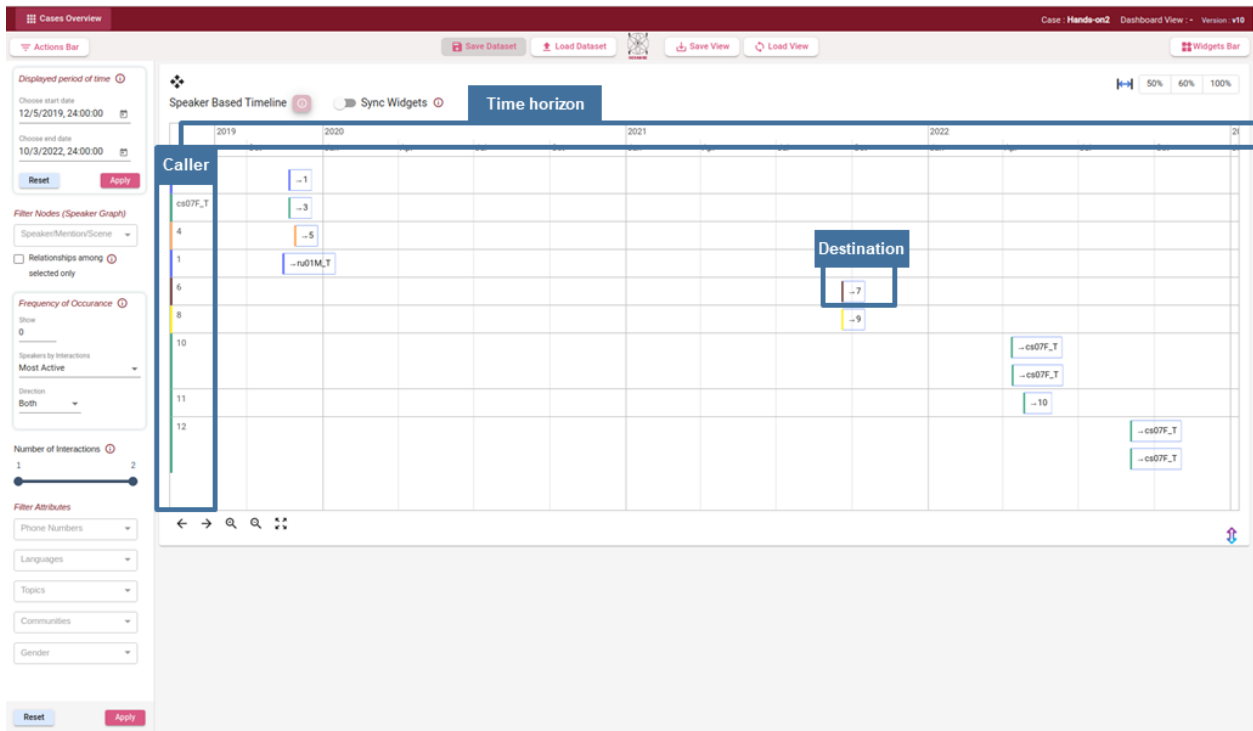 Cases Overview
Case : Hands-on2 Dashboard View : - Version : v10
Actions Bar
Save Dataset
Load Dataset
Save View
Load View
Widgets Bar
Displayed period of time
Choose start date
12/5/2019, 24:00:00
Choose end date
10/3/2022, 24:00:00
Reset
Apply
Filter Nodes (Speaker Graph)
Speaker/Mention/Scene
Relationships among
selected only
Frequency of Occurance
Show
0
Speakers by Interactions
Most Active
Direction
Both
Number of Interactions
1 2
Filter Attributes
Phone Numbers
Languages
Topics
Communities
Gender
Reset
Apply
50% 60% 100%
Speaker Based Timeline
Sync Widgets
Time horizon
2019 2020 2021 2022
Caller
→1
cs07F_T
→3
4
→5
1
→ru01M_T
Destination
6
→7
8
→9
10
→cs07F_T
→cs07F_T
11
→10
12
→cs07F_T
→cs07F_T